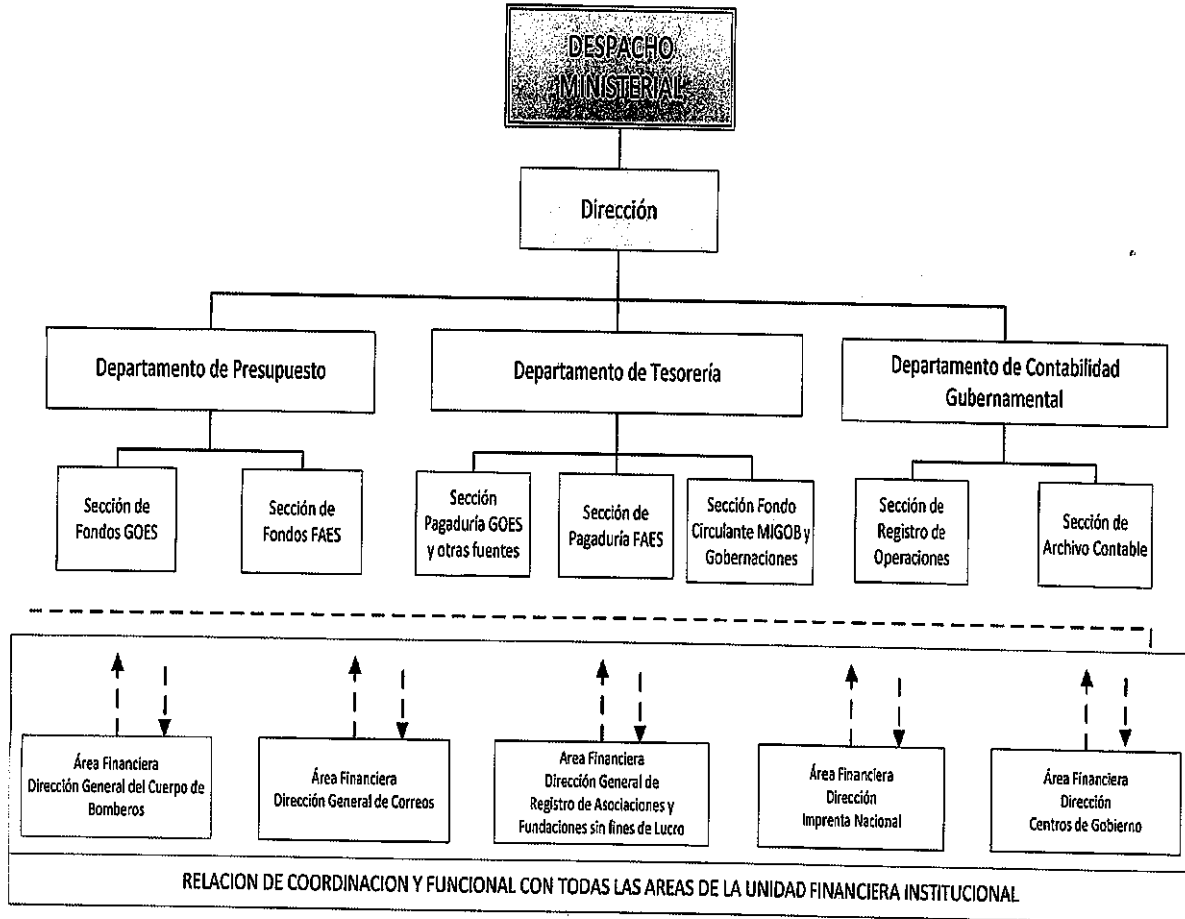 DESPACHO
MINISTERIAL
Dirección
Departamento de Presupuesto
Departamento de Tesorería
Departamento de Contabilidad
Gubernamental
Sección de
Fondos GOES
Sección de
Fondos FAES
Sección
Pagaduría GOES
y otras fuentes
Sección de
Pagaduría FAES
Sección Fondo
Circulante MIGOB y
Gobernaciones
Sección de
Registro de
Operaciones
Sección de
Archivo Contable
Área Financiera
Dirección General del Cuerpo de
Bomberos
Área Financiera
Dirección General de Correos
Area Financiera
Dirección General de
Registro de Asociaciones y
Fundaciones sin fines de Lucro
Área Financiera
Dirección
Imprenta Nacional
Área Financiera
Dirección
Centros de Gobierno
RELACION DE COORDINACION Y FUNCIONAL CON TODAS LAS AREAS DE LA UNIDAD FINANCIERA INSTITUCIONAL